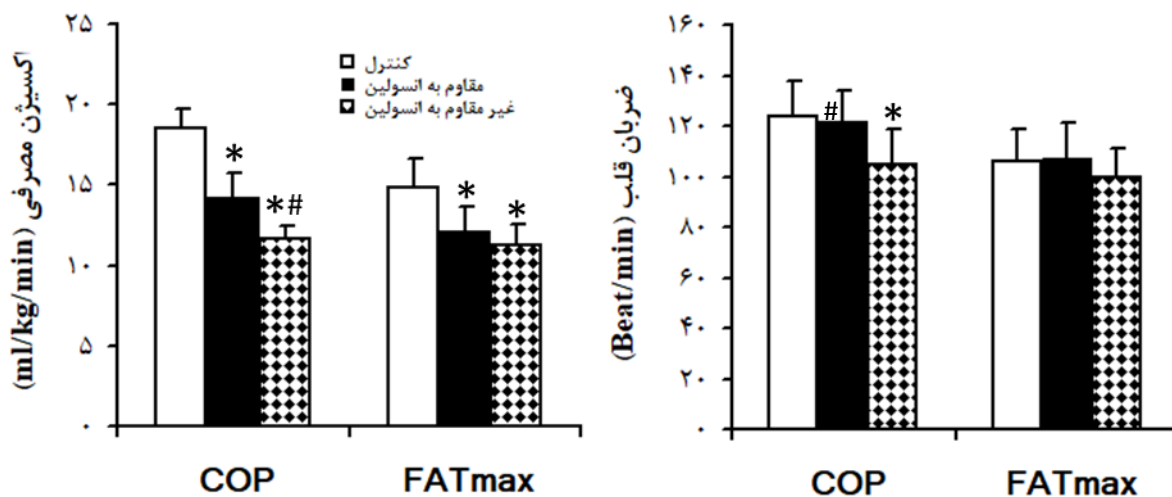 اکسیژن مصرفی (ml/kg/min)
۲۵
۲۰
۱۵
۱۰
۵
۰
کنترل
مقاوم به انسولین
غیر مقاوم به انسولین
*
*#
*
*
COP
FATmax
ضربان قلب (Beat/min)
۱۶۰
۱۴۰
۱۲۰
۱۰۰
۸۰
۶۰
۴۰
۲۰
۰
#
*
COP
FATmax